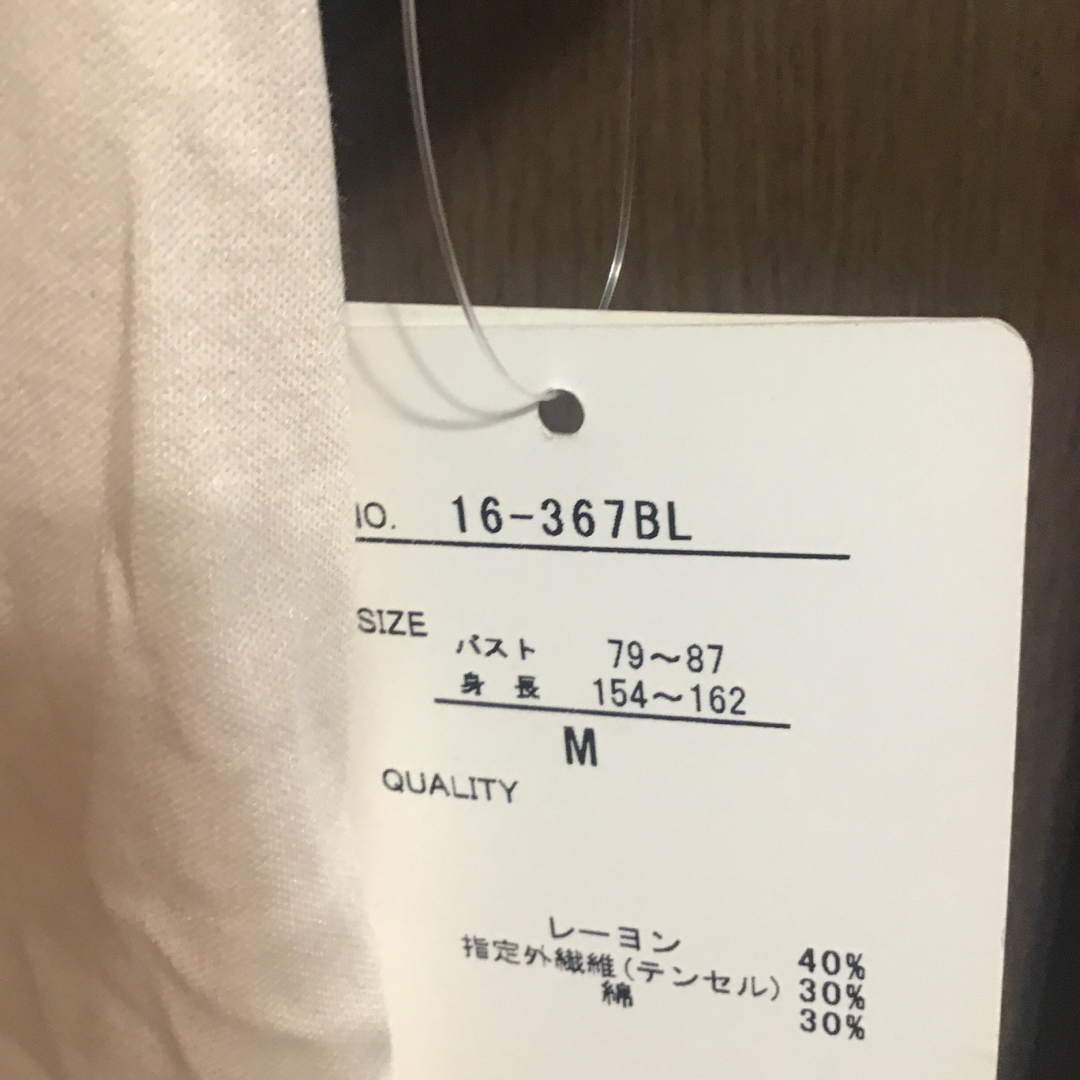 NO. 16-367BL
SIZE
バスト 79～87
身長 154～162
M
QUALITY
レーヨン 40%
指定外繊維(テンセル) 30%
綿 30%